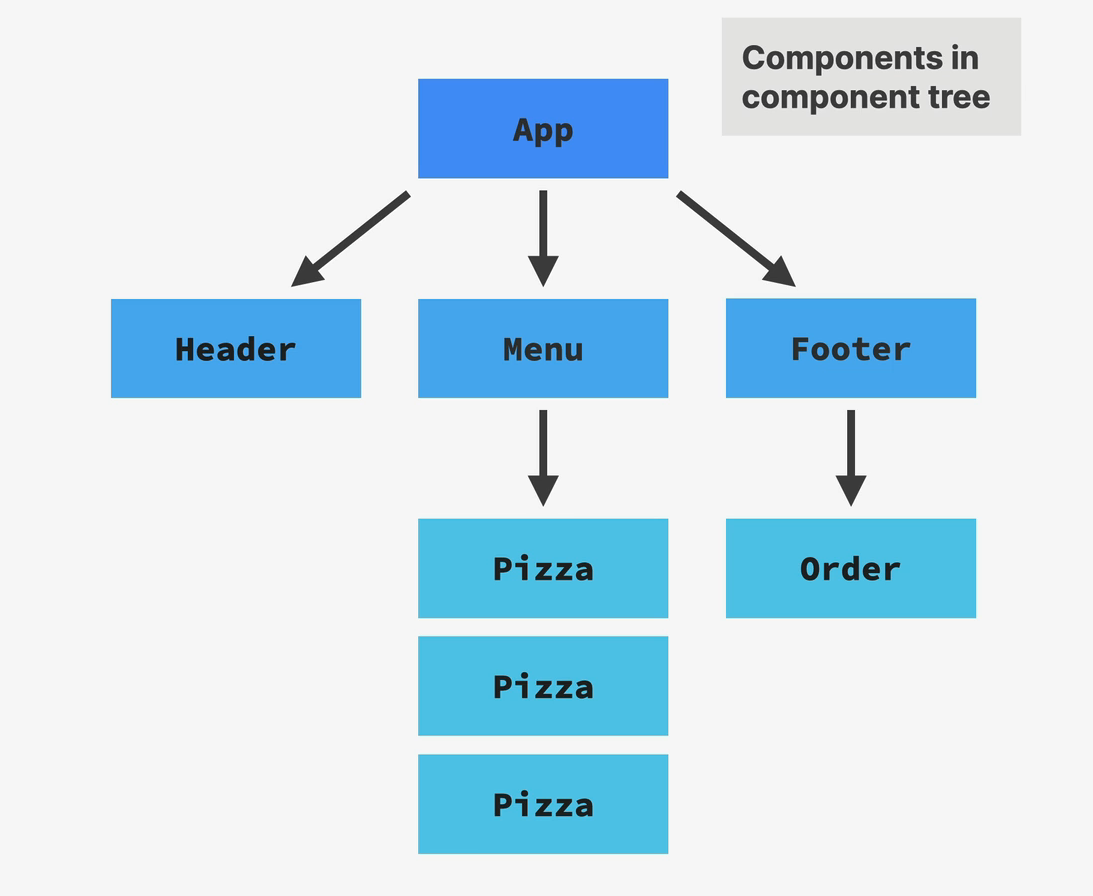 Components in
component tree
App
Header
Menu
Footer
Pizza
Order
Pizza
Pizza